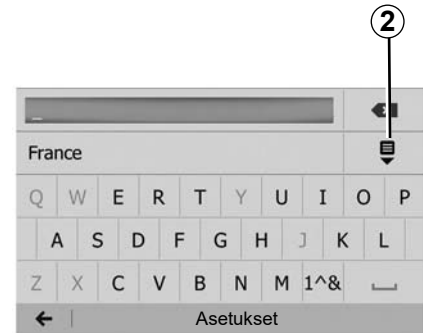 2
_
France
Q W E R T Y U I O P
A S D F G H J K L
Z X C V B N M 1^&
Asetukset